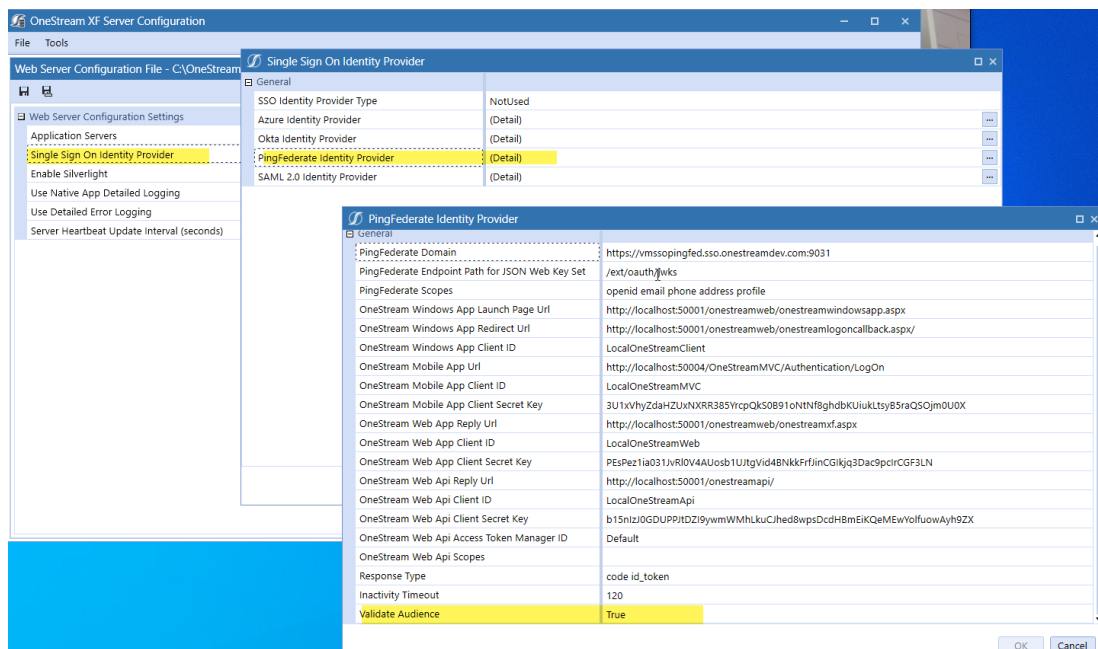 OneStream XF Server Configuration
File Tools
Web Server Configuration File - C:\OneStream
Web Server Configuration Settings
Application Servers
Single Sign On Identity Provider
Enable Silverlight
Use Native App Detailed Logging
Use Detailed Error Logging
Server Heartbeat Update Interval (seconds)
Single Sign On Identity Provider
General
SSO Identity Provider Type NotUsed
Azure Identity Provider (Detail) ...
Okta Identity Provider (Detail) ...
PingFederate Identity Provider (Detail) ...
SAML 2.0 Identity Provider (Detail) ...
PingFederate Identity Provider
General
PingFederate Domain https://vmssopingfed.sso.onestreamdev.com:9031
PingFederate Endpoint Path for JSON Web Key Set /ext/oauth/jwks
PingFederate Scopes openid email phone address profile
OneStream Windows App Launch Page Url http://localhost:50001/onestreamweb/onestreamwindowsapp.aspx
OneStream Windows App Redirect Url http://localhost:50001/onestreamweb/onestreamlogoncallback.aspx/
OneStream Windows App Client ID LocalOneStreamClient
OneStream Mobile App Url http://localhost:50004/OneStreamMVC/Authentication/LogOn
OneStream Mobile App Client ID LocalOneStreamMVC
OneStream Mobile App Client Secret Key 3U1xVhyZdaHZUxNXRR385YrcpQkS0B91oNtNf8ghdbKUiukLtsyB5raQSOjm0U0X
OneStream Web App Reply Url http://localhost:50001/onestreamweb/onestreamxf.aspx
OneStream Web App Client ID LocalOneStreamWeb
OneStream Web App Client Secret Key PEsPez1ia031JvRl0V4AUosb1UJtgVid4BNkkFrfJinCGIkjq3Dac9pcIrCGF3LN
OneStream Web Api Reply Url http://localhost:50001/onestreamapi/
OneStream Web Api Client ID LocalOneStreamApi
OneStream Web Api Client Secret Key b15nIzJ0GDUPPJtDZI9ywmWMhLkuCJhed8wpsDcdHBmEiKQeMEwYolfuowAyh9ZX
OneStream Web Api Access Token Manager ID Default
OneStream Web Api Scopes
Response Type code id_token
Inactivity Timeout 120
Validate Audience True
OK Cancel